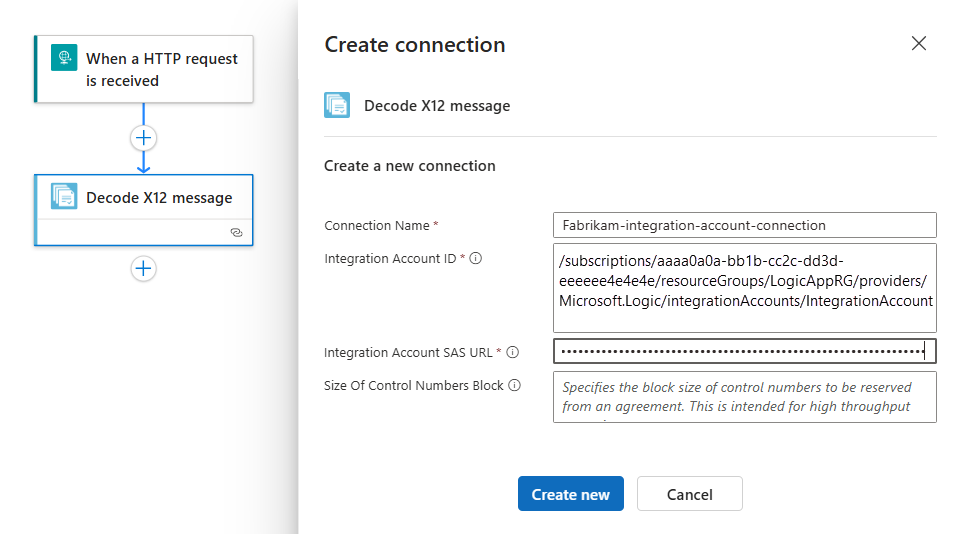 When a HTTP request
is received
Decode X12 message
Create connection
Decode X12 message
Create a new connection
Connection Name *
Fabrikam-integration-account-connection
Integration Account ID *
/subscriptions/aaaa0a0a-bb1b-cc2c-dd3d-
eeeeee4e4e4e/resourceGroups/LogicAppRG/providers/
Microsoft.Logic/integrationAccounts/IntegrationAccount
Integration Account SAS URL *
Size Of Control Numbers Block
Specifies the block size of control numbers to be reserved
from an agreement. This is intended for high throughput
Create new
Cancel